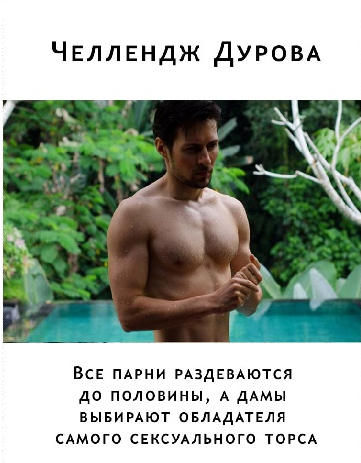 Челлендж Дурова
Все парни раздеваются
до половины, а дамы
выбирают обладателя
самого сексуального торса